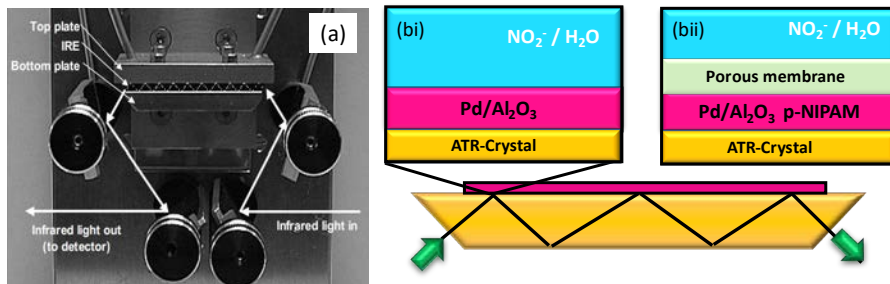 (a)
Top plate
IRE
Bottom plate
Infrared light out
(to detector)
Infrared light in
(bi)
NO₂⁻ / H₂O
Pd/Al₂O₃
ATR-Crystal
(bii)
NO₂⁻ / H₂O
Porous membrane
Pd/Al₂O₃ p-NIPAM
ATR-Crystal